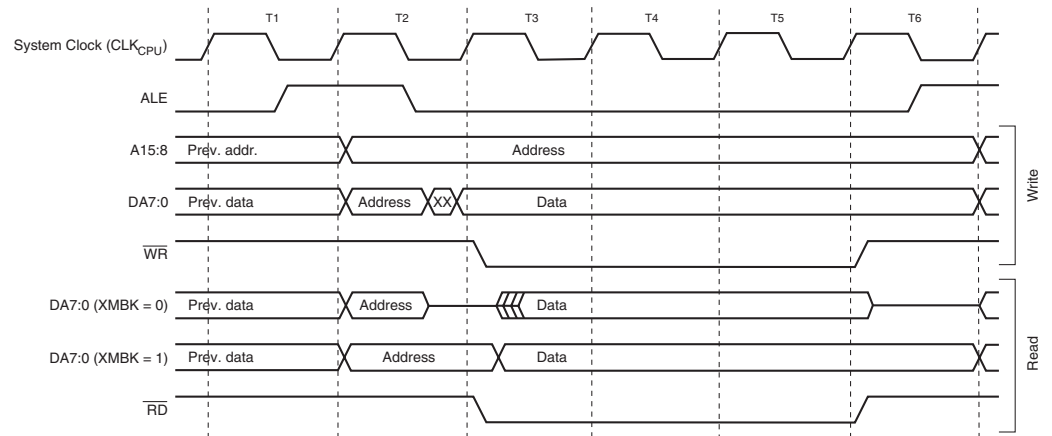 T1 T2 T3 T4 T5 T6
System Clock (CLKCPU)
ALE
A15:8 Prev. addr. Address
DA7:0 Prev. data Address XX Data
WR
Write
DA7:0 (XMBK = 0) Prev. data Address Data
DA7:0 (XMBK = 1) Prev. data Address Data
RD
Read